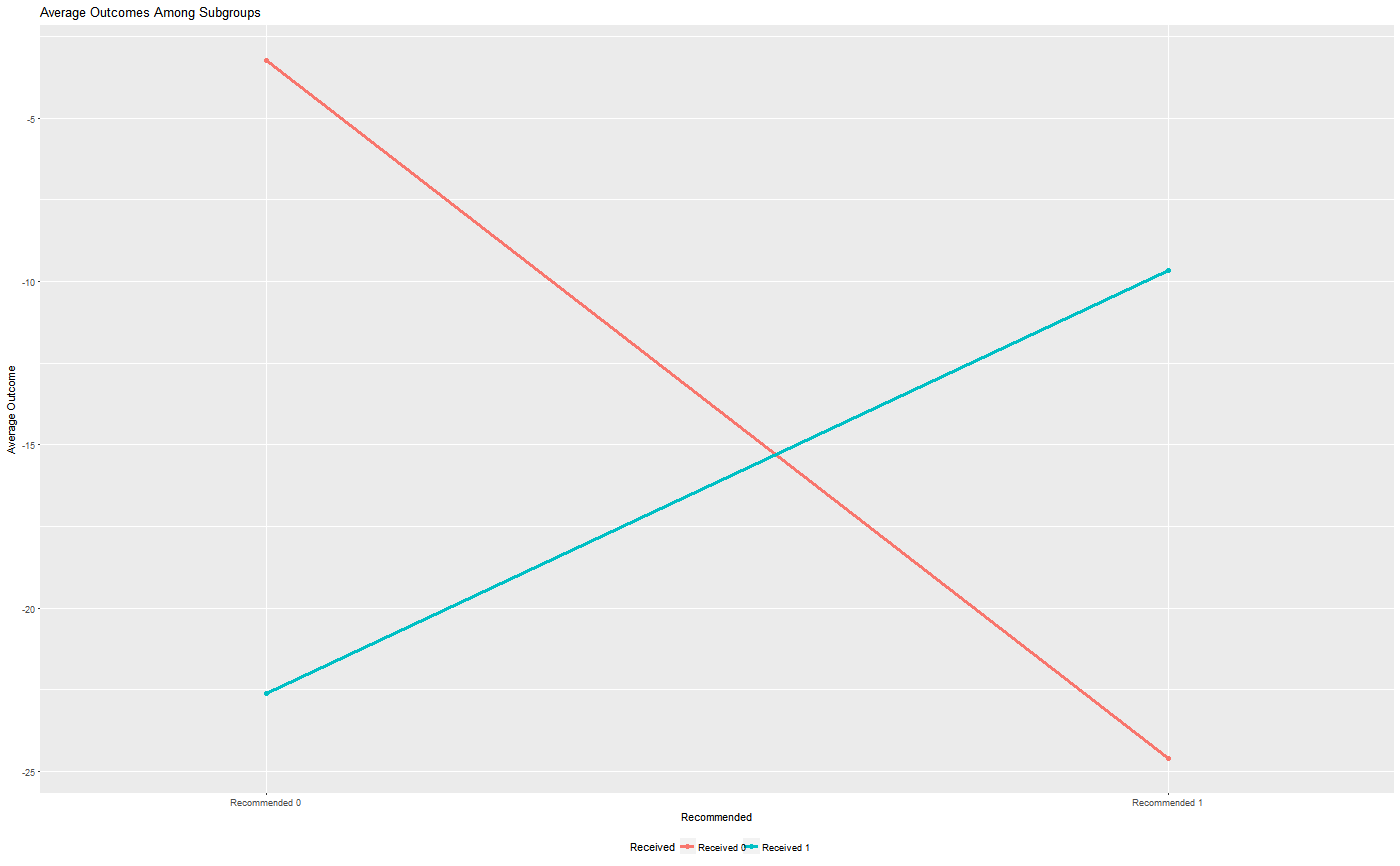 Average Outcomes Among Subgroups
Average Outcome
-5
-10
-15
-20
-25
Recommended 0
Recommended 1
Recommended
Received
Received 0
Received 1